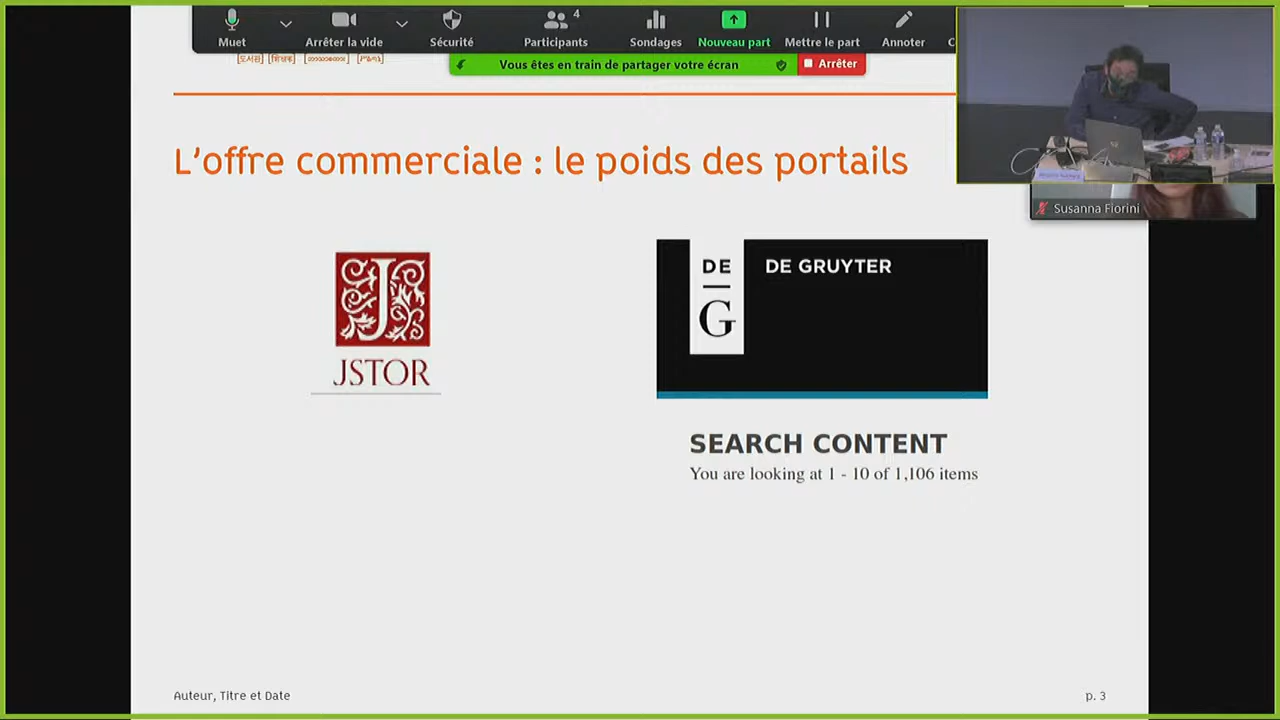 Muet
Arrêter la vide
Sécurité
Participants
4
Sondages
Nouveau part
Mettre le part
Annoter
Vous êtes en train de partager votre écran
Arrêter
L'offre commerciale : le poids des portails
Susanna Fiorini
JSTOR
DE
G
DE GRUYTER
SEARCH CONTENT
You are looking at 1 - 10 of 1,106 items
Auteur, Titre et Date
p. 3